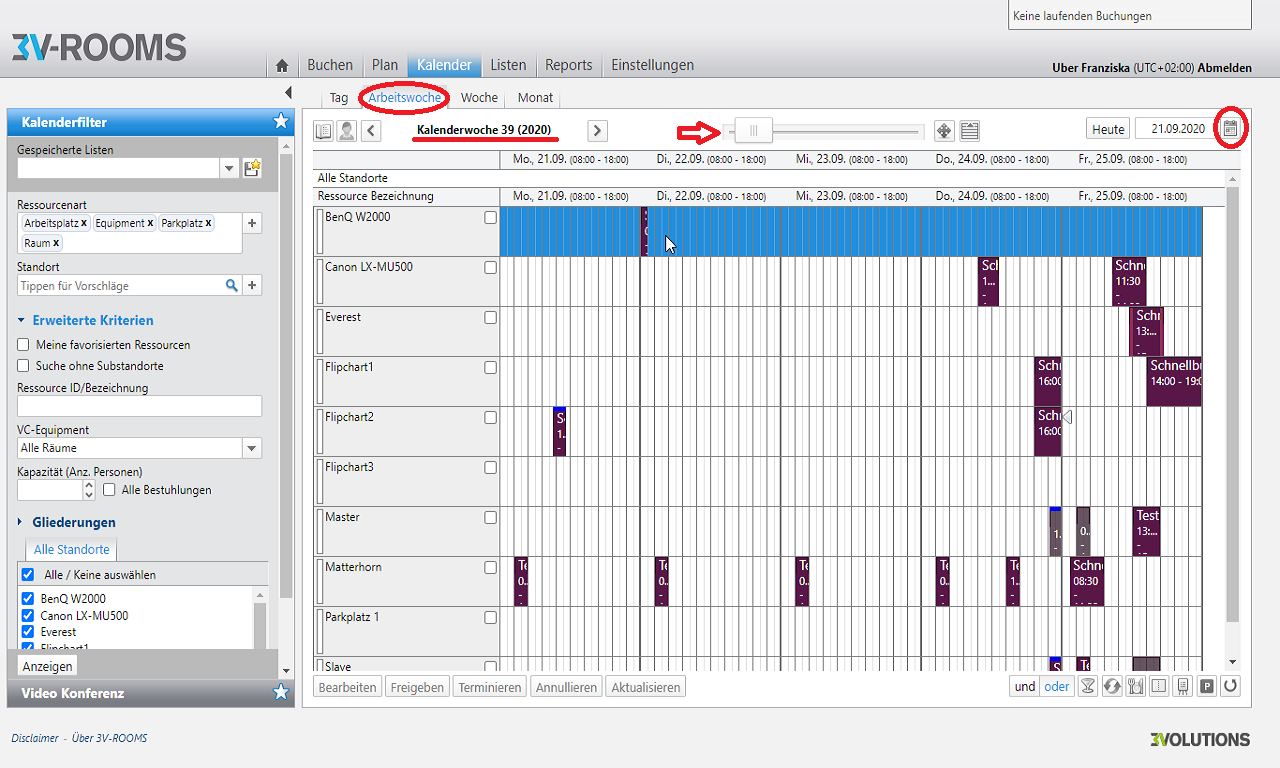 Keine laufenden Buchungen
3V-ROOMS
Buchen Plan Kalender Listen Reports Einstellungen
Uber Franziska (UTC+02:00) Abmelden
Tag Arbeitswoche Woche Monat
Kalenderfilter
Kalenderwoche 39 (2020)
Heute 21.09.2020
Gespeicherte Listen
Mo., 21.09. (08:00 - 18:00) Di., 22.09. (08:00 - 18:00) Mi., 23.09. (08:00 - 18:00) Do., 24.09. (08:00 - 18:00) Fr., 25.09. (08:00 - 18:00)
Alle Standorte
Ressource Bezeichnung Mo., 21.09. (08:00 - 18:00) Di., 22.09. (08:00 - 18:00) Mi., 23.09. (08:00 - 18:00) Do., 24.09. (08:00 - 18:00) Fr., 25.09. (08:00 - 18:00)
Ressourcenart
Arbeitsplatz x Equipment x Parkplatz x
Raum x
Standort
Tippen für Vorschläge
Erweiterte Kriterien
Meine favorisierten Ressourcen
Suche ohne Substandorte
Ressource ID/Bezeichnung
VC-Equipment
Alle Räume
Kapazität (Anz. Personen)
Alle Bestuhlungen
Gliederungen
Alle Standorte
Alle / Keine auswählen
BenQ W2000
Canon LX-MU500
Everest
Flipchart1
Anzeigen
Video Konferenz
BenQ W2000
Canon LX-MU500
Sch Schn
1... 11:30
- -
Everest
Schr
13:...
-
Flipchart1
Sch Schnellbu
16:00 14:00 - 19:0
Flipchart2
S Sch
1... 16:00
-
Flipchart3
Master
Test
1... 0... 13:...
-
Matterhorn
Te Te Te Te Te Schn
0... 0... 0... 0... 1... 08:30
- - - - - -
Parkplatz 1
Slave
S Te
Bearbeiten Freigeben Terminieren Annullieren Aktualisieren
und oder P
Disclaimer - Über 3V-ROOMS
3VOLUTIONS